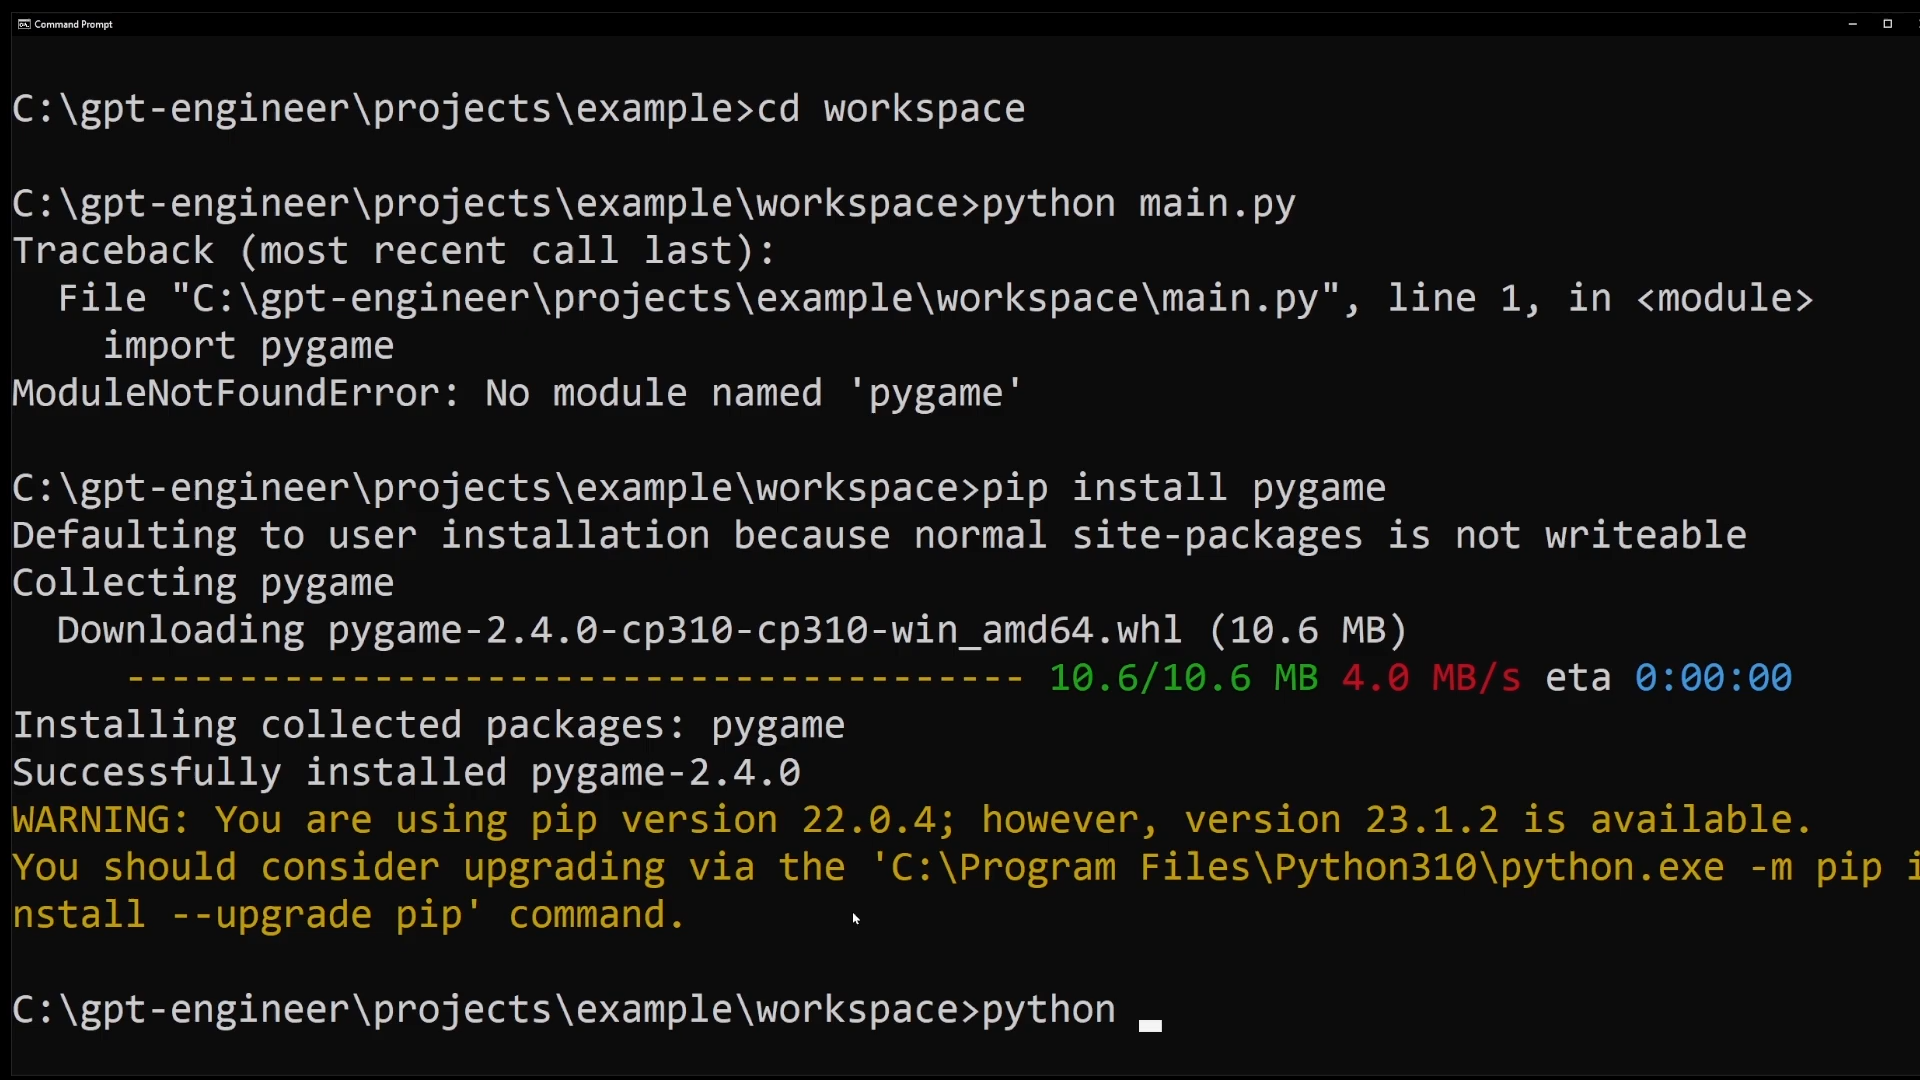 Command Prompt
C:\gpt-engineer\projects\example>cd workspace
C:\gpt-engineer\projects\example\workspace>python main.py
Traceback (most recent call last):
  File "C:\gpt-engineer\projects\example\workspace\main.py", line 1, in <module>
    import pygame
ModuleNotFoundError: No module named 'pygame'
C:\gpt-engineer\projects\example\workspace>pip install pygame
Defaulting to user installation because normal site-packages is not writeable
Collecting pygame
  Downloading pygame-2.4.0-cp310-cp310-win_amd64.whl (10.6 MB)
     ---------------------------------------- 10.6/10.6 MB 4.0 MB/s eta 0:00:00
Installing collected packages: pygame
Successfully installed pygame-2.4.0
WARNING: You are using pip version 22.0.4; however, version 23.1.2 is available.
You should consider upgrading via the 'C:\Program Files\Python310\python.exe -m pip i
nstall --upgrade pip' command.
C:\gpt-engineer\projects\example\workspace>python